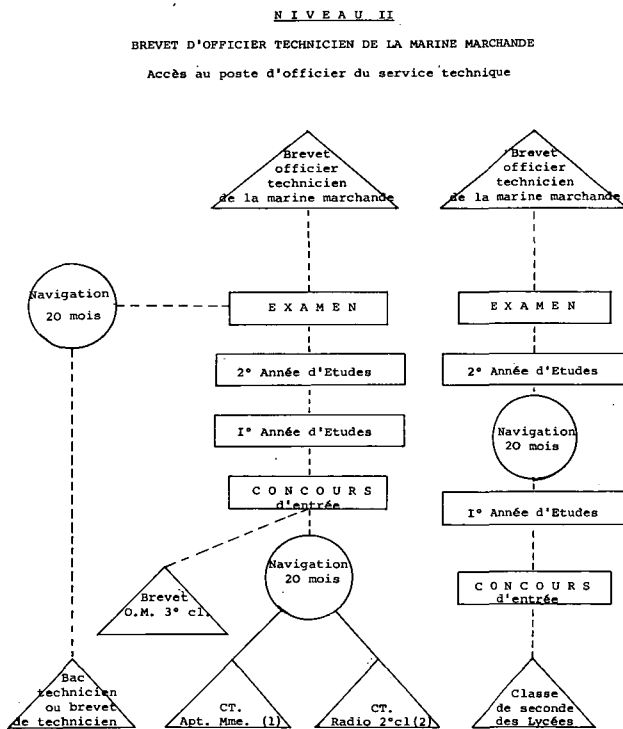 N I V E A U  II
BREVET D'OFFICIER TECHNICIEN DE LA MARINE MARCHANDE
Accès au poste d'officier du service technique
Brevet
officier
technicien
de la marine marchande
Brevet
officier
technicien
de la marine marchande
Navigation
20 mois
E X A M E N
E X A M E N
2° Année d'Etudes
2° Année d'Etudes
I° Année d'Etudes
Navigation
20 mois
C O N C O U R S
d'entrée
I° Année d'Etudes
Navigation
20 mois
Brevet
O.M. 3° cl.
C O N C O U R S
d'entrée
Bac
technicien
ou brevet
de technicien
CT.
Apt. Mme. (1)
CT.
Radio 2°cl(2)
Classe
de seconde
des Lycées